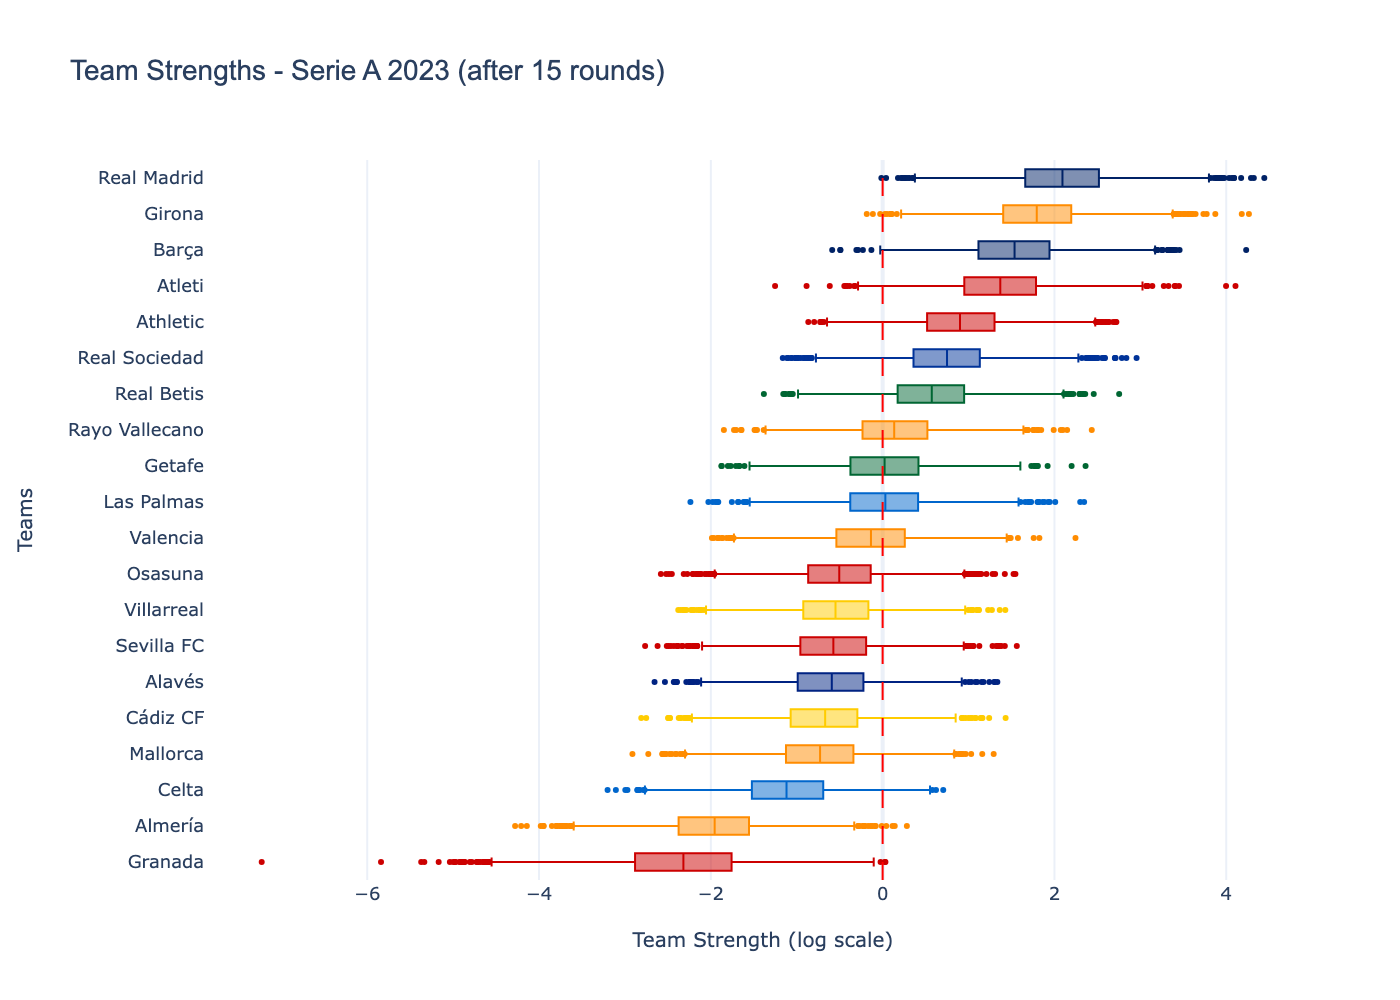 Team Strengths - Serie A 2023 (after 15 rounds)
Teams
Real Madrid
Girona
Barça
Atleti
Athletic
Real Sociedad
Real Betis
Rayo Vallecano
Getafe
Las Palmas
Valencia
Osasuna
Villarreal
Sevilla FC
Alavés
Cádiz CF
Mallorca
Celta
Almería
Granada
−6 −4 −2 0 2 4
Team Strength (log scale)